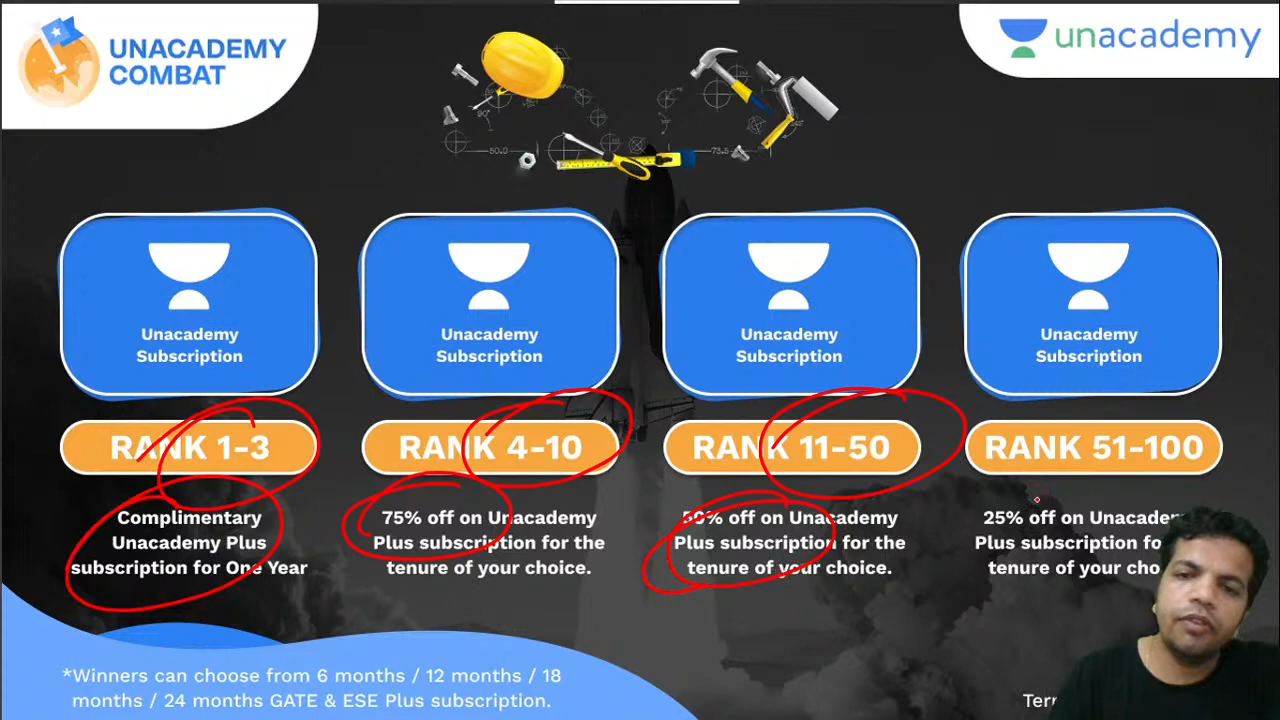 UNACADEMY
COMBAT
unacademy
Unacademy
Subscription
Unacademy
Subscription
Unacademy
Subscription
Unacademy
Subscription
RANK 1-3
RANK 4-10
RANK 11-50
RANK 51-100
Complimentary
Unacademy Plus
subscription for One Year
75% off on Unacademy
Plus subscription for the
tenure of your choice.
50% off on Unacademy
Plus subscription for the
tenure of your choice.
25% off on
Plus subscription
tenure of your
*Winners can choose from 6 months / 12 months / 18
months / 24 months GATE & ESE Plus subscription.